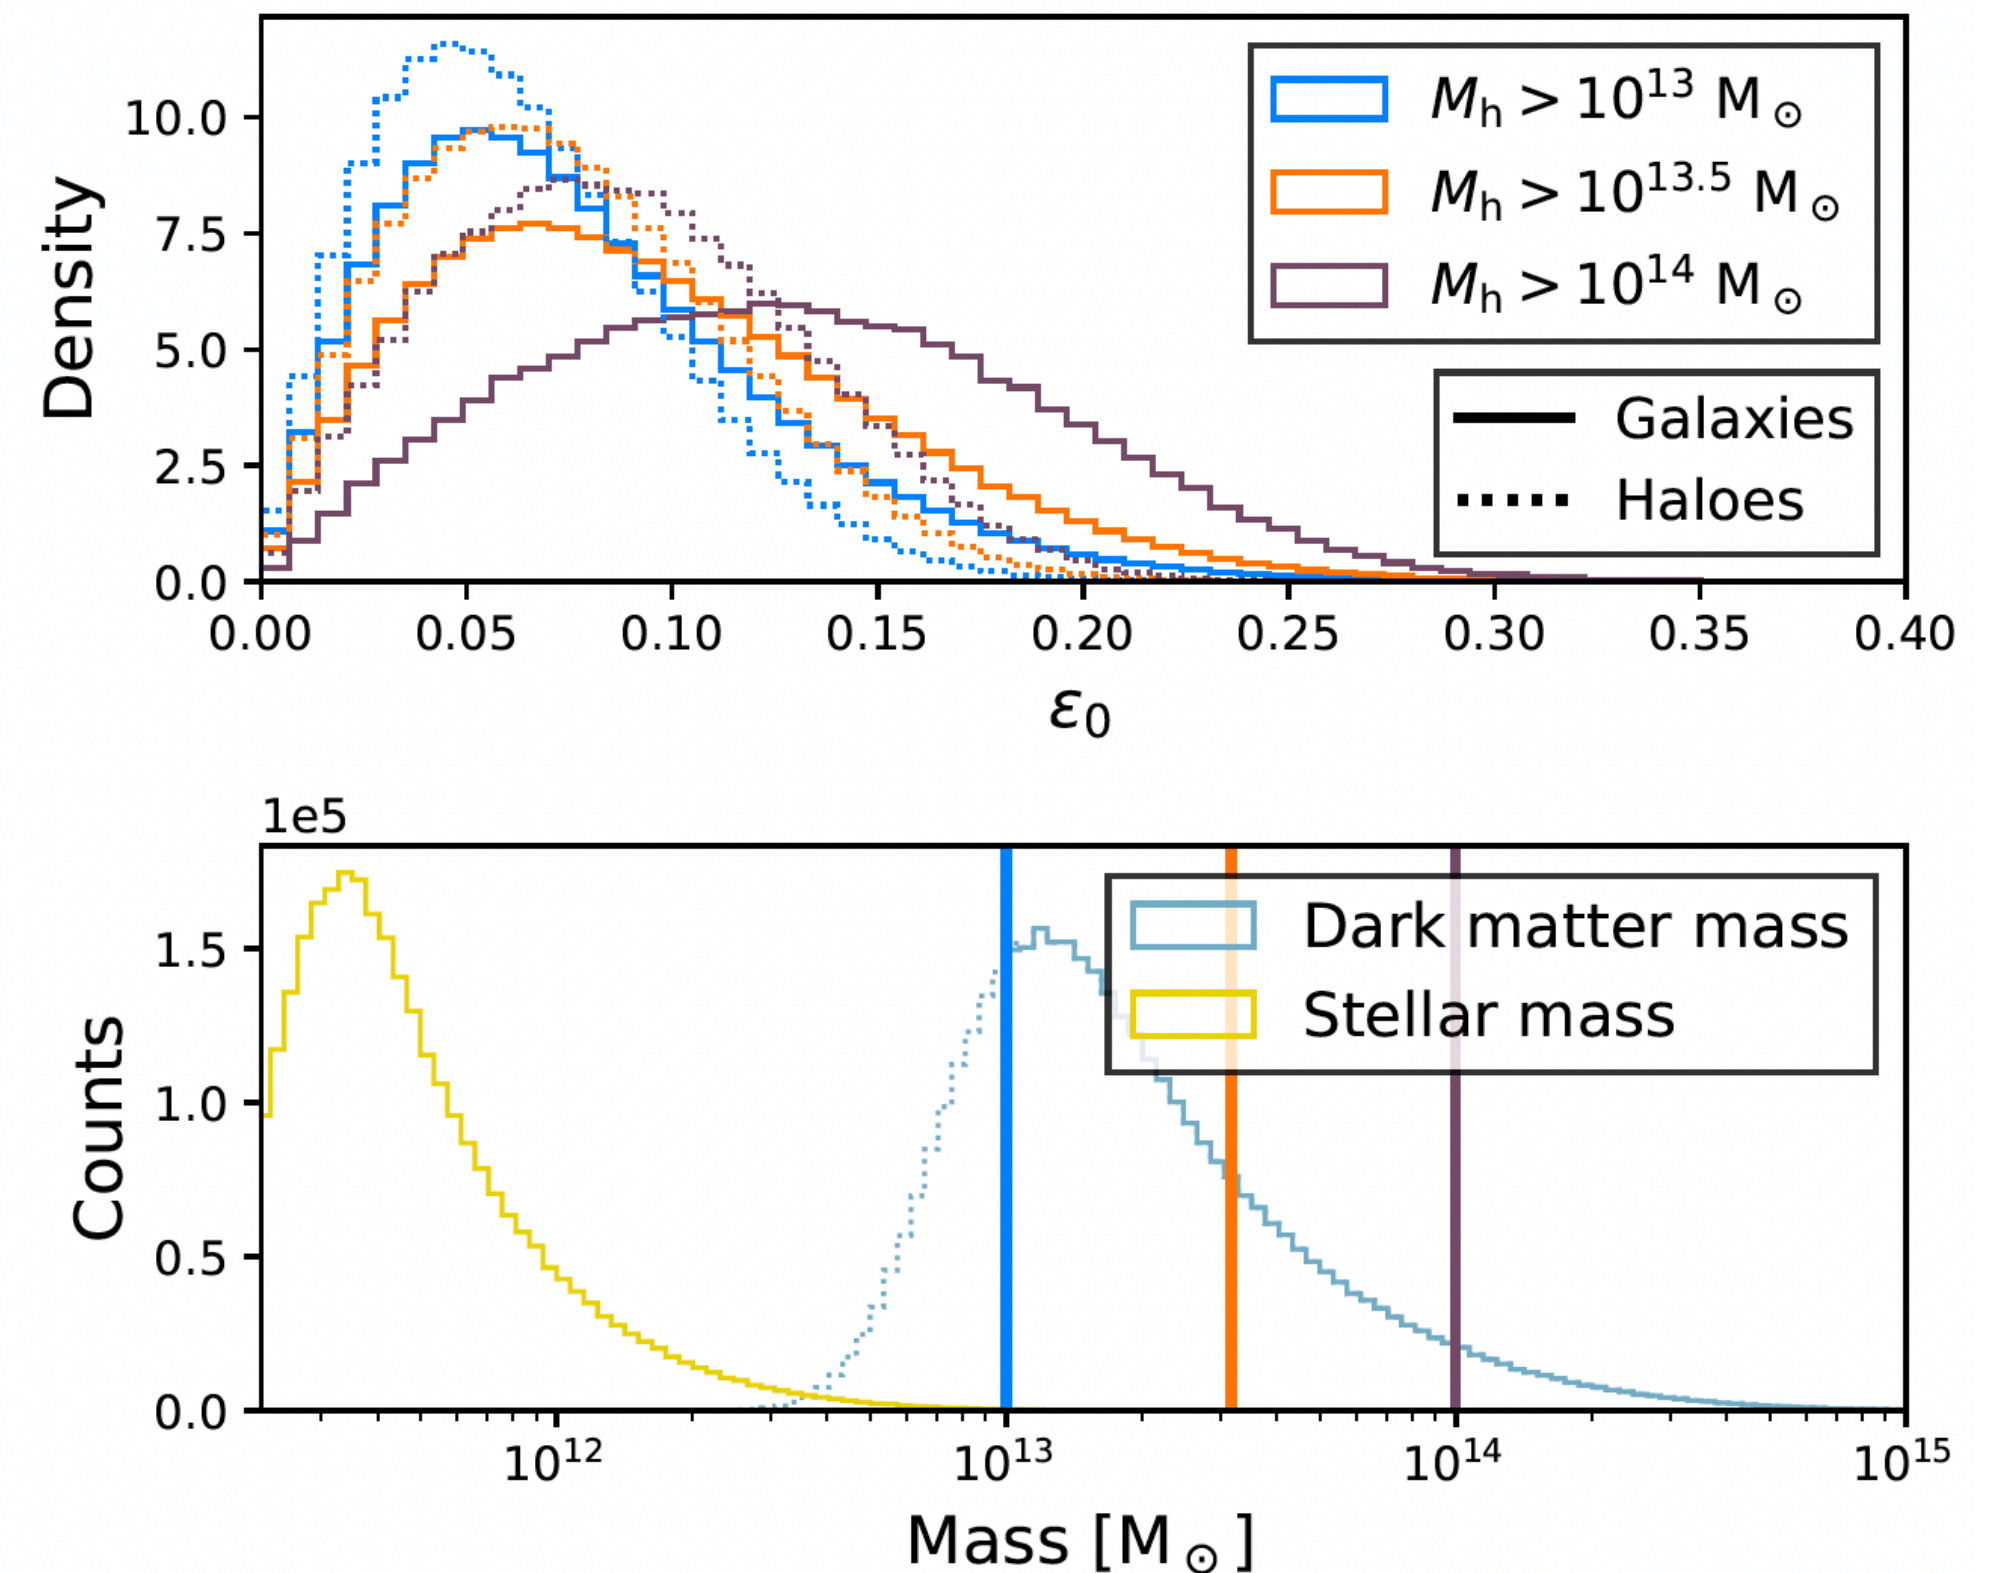 Density
10.0
7.5
5.0
2.5
0.0
M_h > 10^13 M_⊙
M_h > 10^13.5 M_⊙
M_h > 10^14 M_⊙
Galaxies
Haloes
0.00 0.05 0.10 0.15 0.20 0.25 0.30 0.35 0.40
ε_0
1e5
Counts
1.5
1.0
0.5
0.0
Dark matter mass
Stellar mass
10^12 10^13 10^14 10^15
Mass [M_⊙]